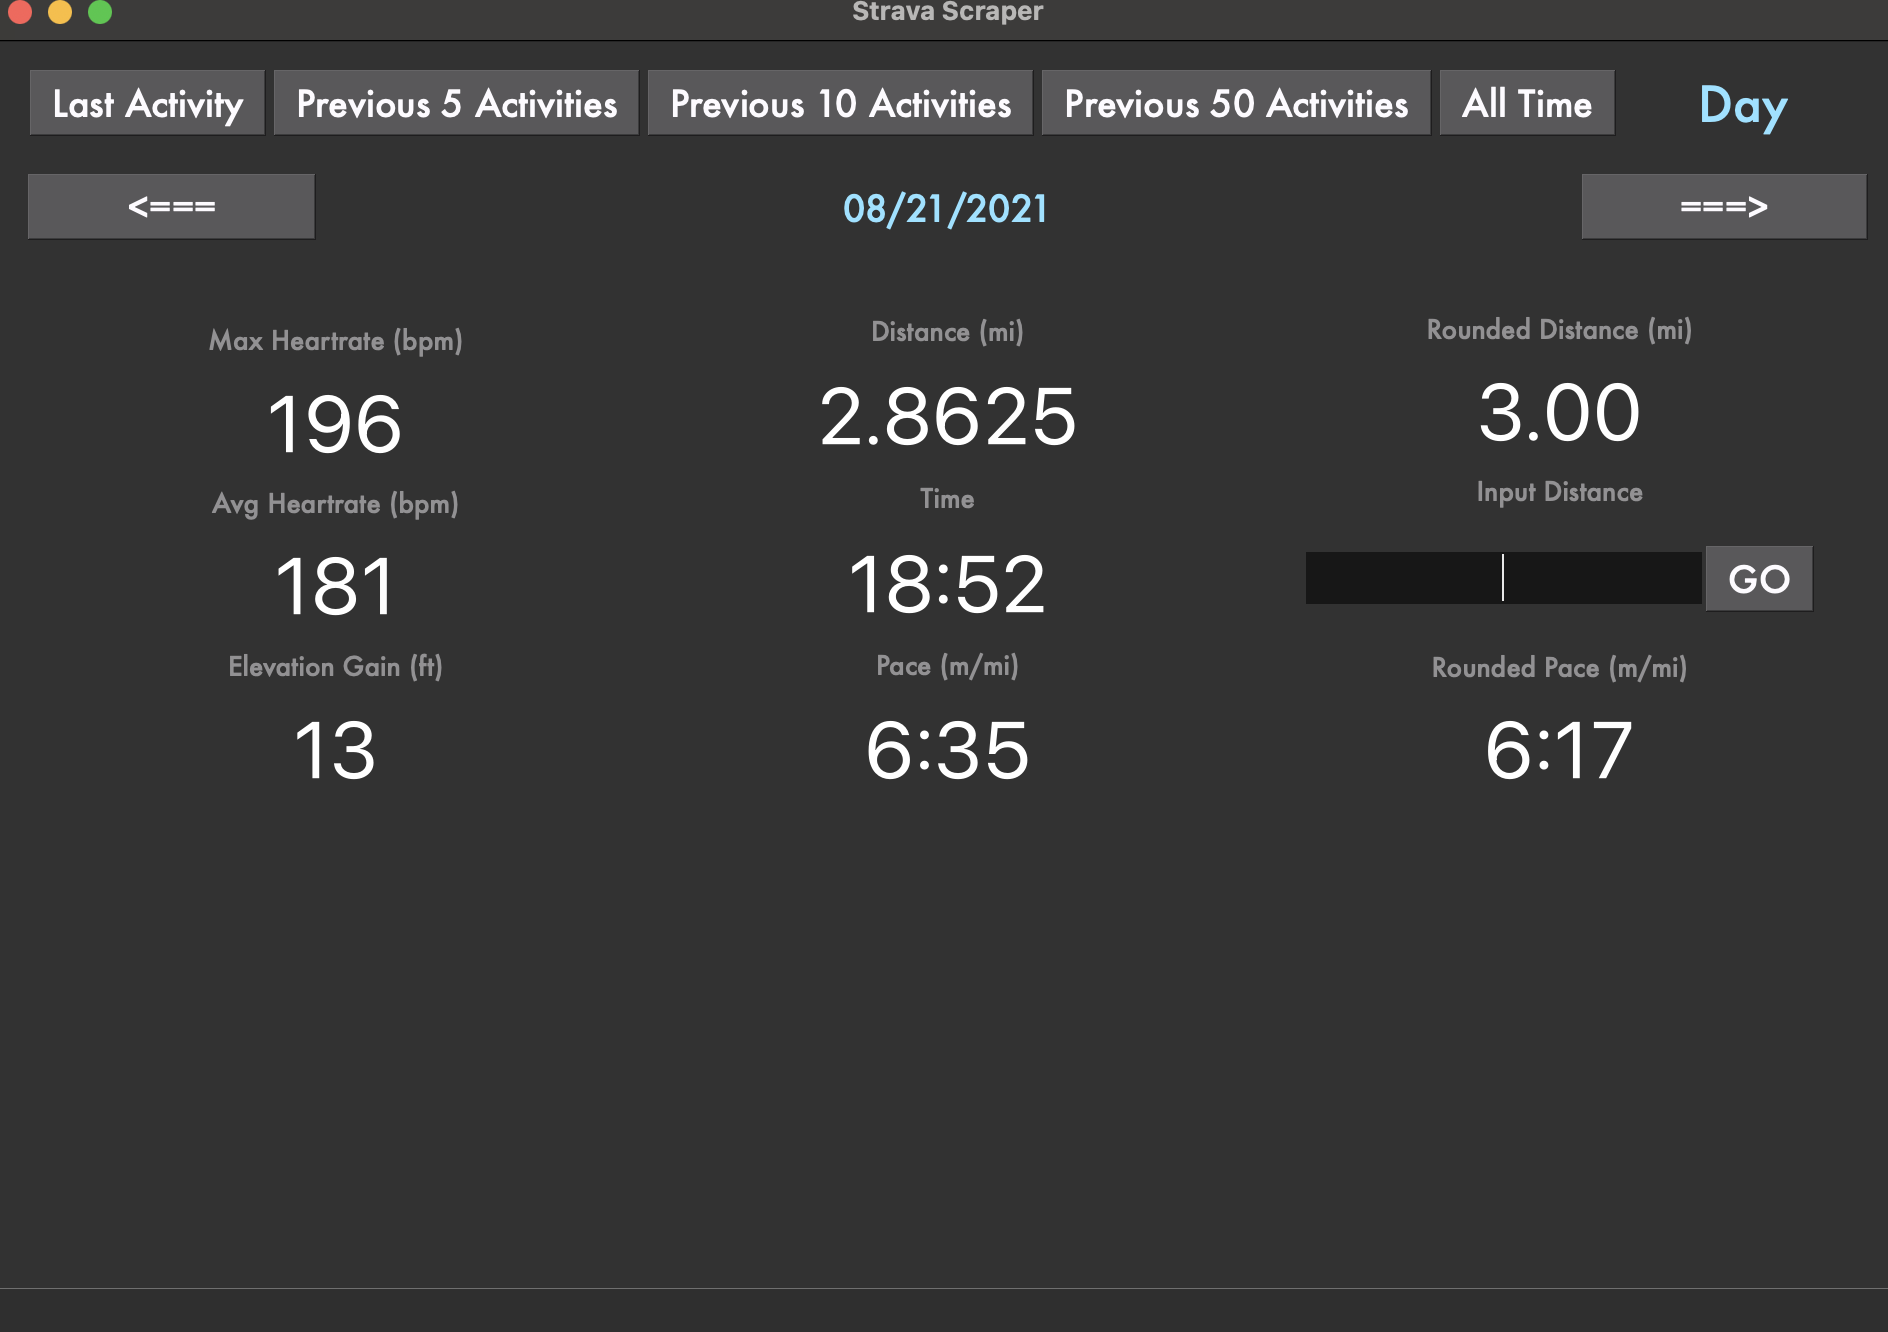 Strava Scraper
Last Activity Previous 5 Activities Previous 10 Activities Previous 50 Activities All Time Day
<=== 08/21/2021 ===>
Max Heartrate (bpm) Distance (mi) Rounded Distance (mi)
196 2.8625 3.00
Avg Heartrate (bpm) Time Input Distance
181 18:52 GO
Elevation Gain (ft) Pace (m/mi) Rounded Pace (m/mi)
13 6:35 6:17